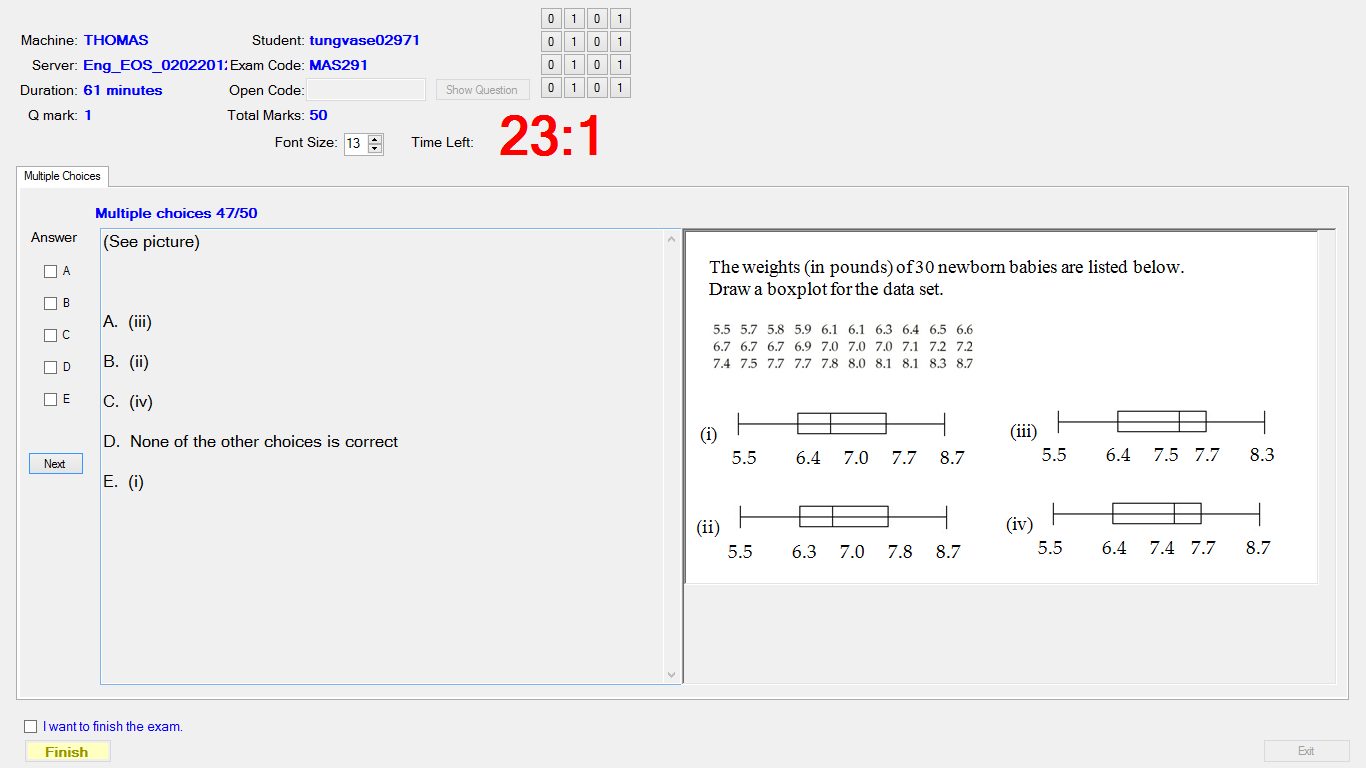 Machine: THOMAS Student: tungvase02971
Server: Eng_EOS_02022012 Exam Code: MAS291
Duration: 61 minutes Open Code: Show Question
Q mark: 1 Total Marks: 50
Font Size: 13 Time Left: 23:1
0 1 0 1
0 1 0 1
0 1 0 1
0 1 0 1
Multiple Choices
Multiple choices 47/50
Answer
A
B
C
D
E
Next
(See picture)
A. (iii)
B. (ii)
C. (iv)
D. None of the other choices is correct
E. (i)
The weights (in pounds) of 30 newborn babies are listed below.
Draw a boxplot for the data set.
5.5 5.7 5.8 5.9 6.1 6.1 6.3 6.4 6.5 6.6
6.7 6.7 6.7 6.9 7.0 7.0 7.0 7.1 7.2 7.2
7.4 7.5 7.7 7.7 7.8 8.0 8.1 8.1 8.3 8.7
(i)
5.5 6.4 7.0 7.7 8.7
(iii)
5.5 6.4 7.5 7.7 8.3
(ii)
5.5 6.3 7.0 7.8 8.7
(iv)
5.5 6.4 7.4 7.7 8.7
I want to finish the exam.
Finish
Exit